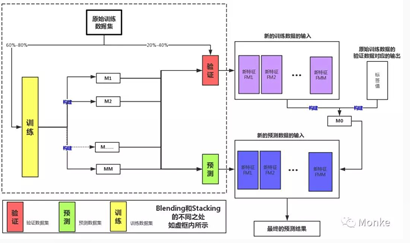 原始训练
数据集
60%-80%
20%-40%
训练
M1
M2
M......
MM
验证
预测
新的训练数据的输入
新特征
FM1
新特征
FM2
...
新特征
FMM
原始训练数据的
验证数据对应的输出
标签值
M0
新的预测数据的输入
新特征
FM1
新特征
FM2
...
新特征
FMM
最终的预测结果
验证
验证数据集
预测
预测数据集
训练
训练数据集
Blending和Stacking
的不同之处
如虚框内所示
Monke